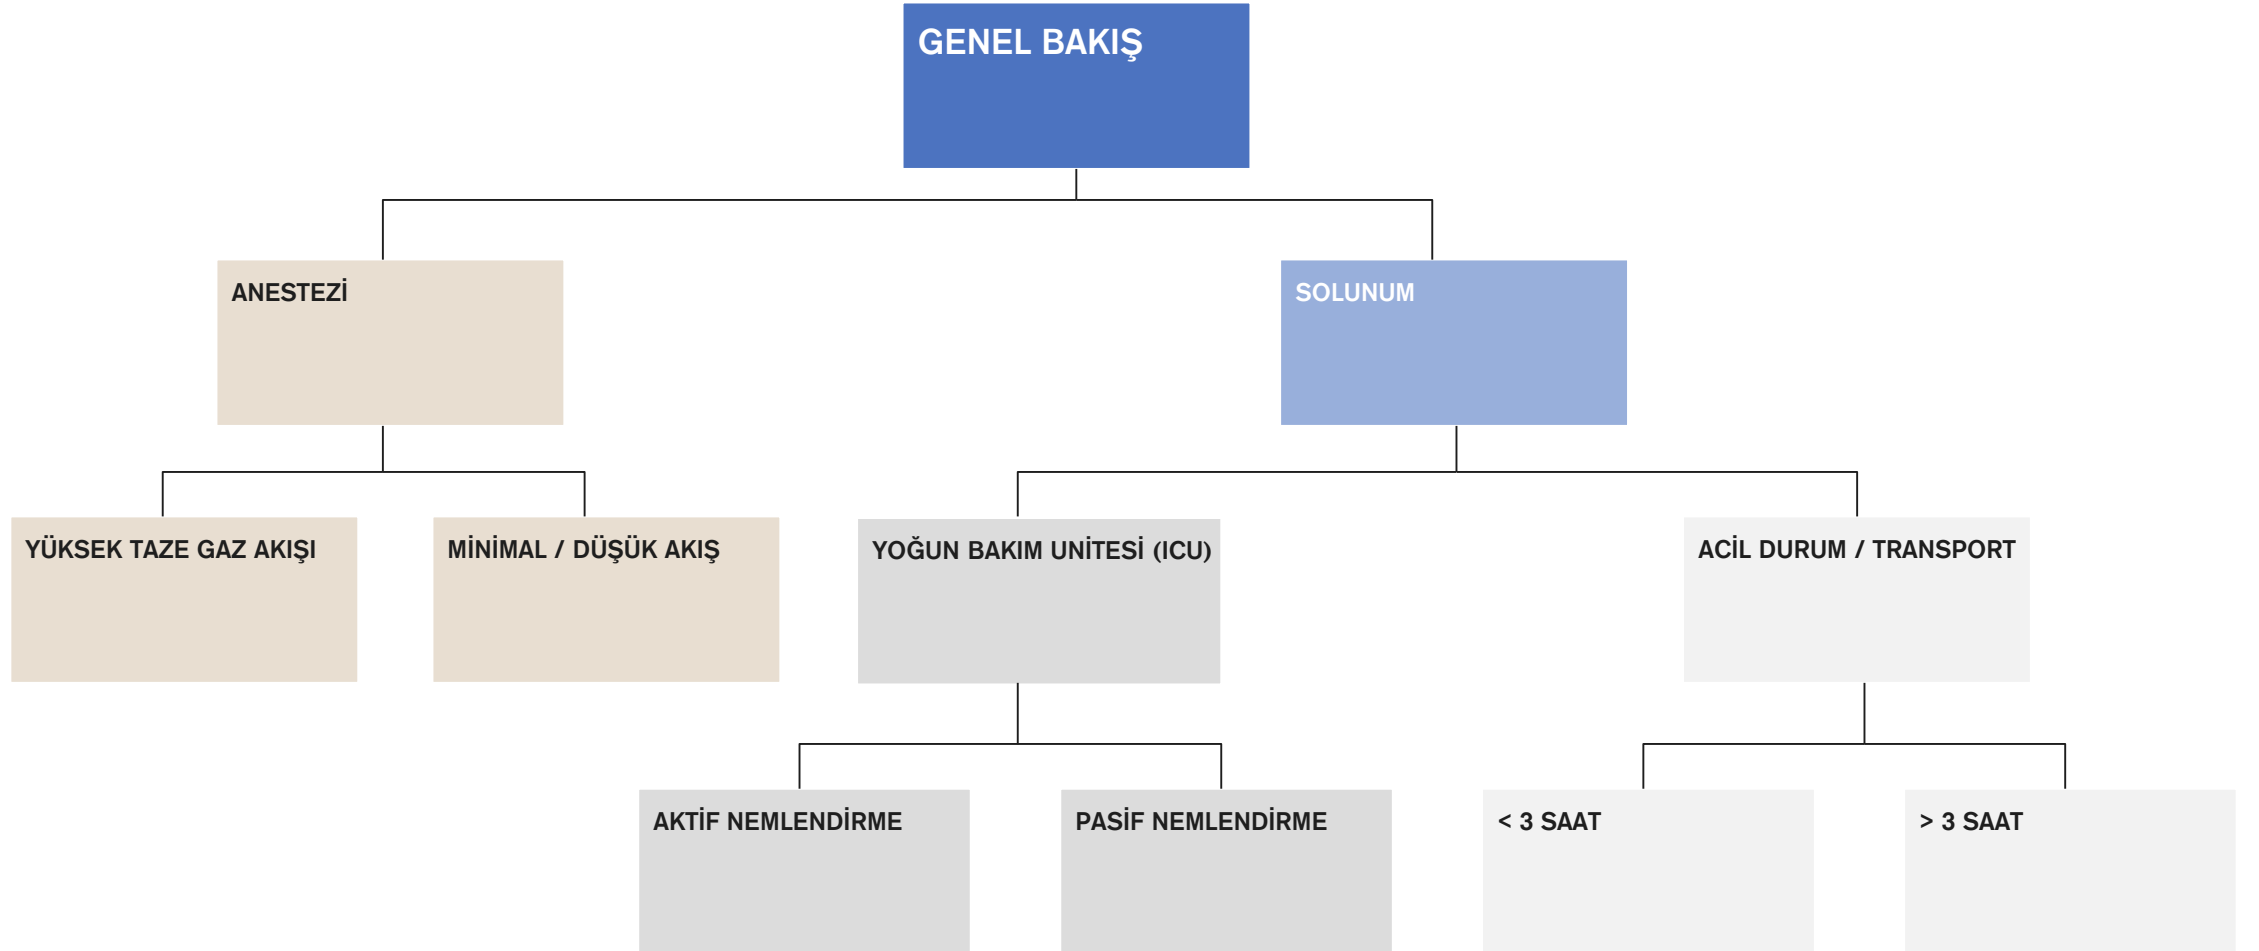 GENEL BAKIŞ
ANESTEZİ
SOLUNUM
YÜKSEK TAZE GAZ AKIŞI
MİNİMAL / DÜŞÜK AKIŞ
YOĞUN BAKIM UNİTESİ (ICU)
ACİL DURUM / TRANSPORT
AKTİF NEMLENDİRME
PASİF NEMLENDİRME
< 3 SAAT
> 3 SAAT